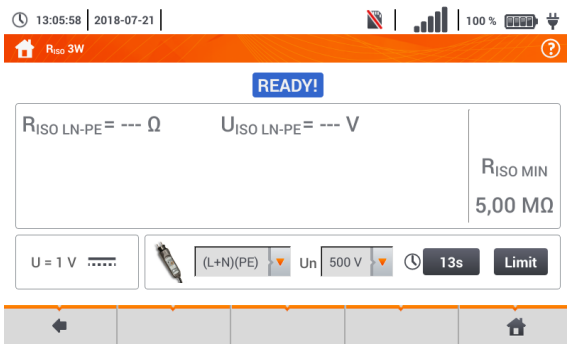 13:05:58 2018-07-21 100 %
RISO 3W ?
READY!
RISO LN-PE= --- Ω UISO LN-PE= --- V
RISO MIN
5,00 MΩ
U = 1 V (L+N)(PE) Un 500 V 13s Limit